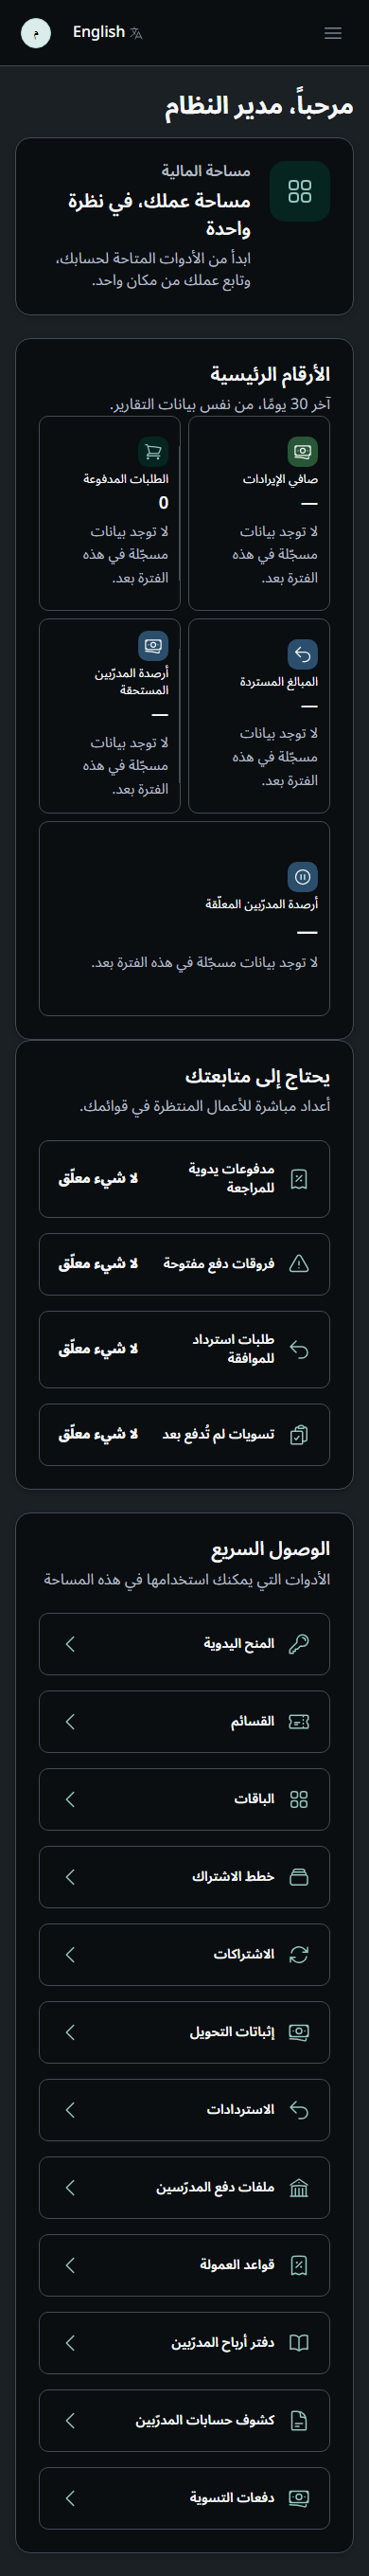 م
English
مرحباً، مدير النظام
مساحة المالية
مساحة عملك، في نظرة
واحدة
ابدأ من الأدوات المتاحة لحسابك،
وتابع عملك من مكان واحد.
الأرقام الرئيسية
آخر 30 يومًا، من نفس بيانات التقارير.
صافي الإيرادات
—
لا توجد بيانات
مسجّلة في هذه
الفترة بعد.
الطلبات المدفوعة
0
لا توجد بيانات
مسجّلة في هذه
الفترة بعد.
المبالغ المستردة
—
لا توجد بيانات
مسجّلة في هذه
الفترة بعد.
أرصدة المدرّبين
المستحقة
—
لا توجد بيانات
مسجّلة في هذه
الفترة بعد.
أرصدة المدرّبين المعلّقة
—
لا توجد بيانات مسجّلة في هذه الفترة بعد.
يحتاج إلى متابعتك
أعداد مباشرة للأعمال المنتظرة في قوائمك.
مدفوعات يدوية
للمراجعة
لا شيء معلّق
فروقات دفع مفتوحة
لا شيء معلّق
طلبات استرداد
للموافقة
لا شيء معلّق
تسويات لم تُدفع بعد
لا شيء معلّق
الوصول السريع
الأدوات التي يمكنك استخدامها في هذه المساحة
المنح اليدوية
القسائم
الباقات
خطط الاشتراك
الاشتراكات
إثباتات التحويل
الاستردادات
ملفات دفع المدرّسين
قواعد العمولة
دفتر أرباح المدرّبين
كشوف حسابات المدرّبين
دفعات التسوية